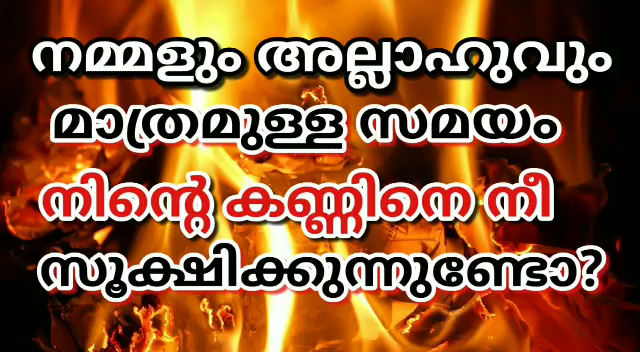 നമ്മളും അല്ലാഹുവും
മാത്രമുള്ള സമയം
നിന്റെ കണ്ണിനെ നീ
സൂക്ഷിക്കുന്നുണ്ടോ?